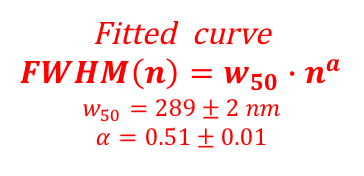 Fitted curve
FWHM(n) = w₅₀ · nᵃ
w₅₀ = 289 ± 2 nm
α = 0.51 ± 0.01